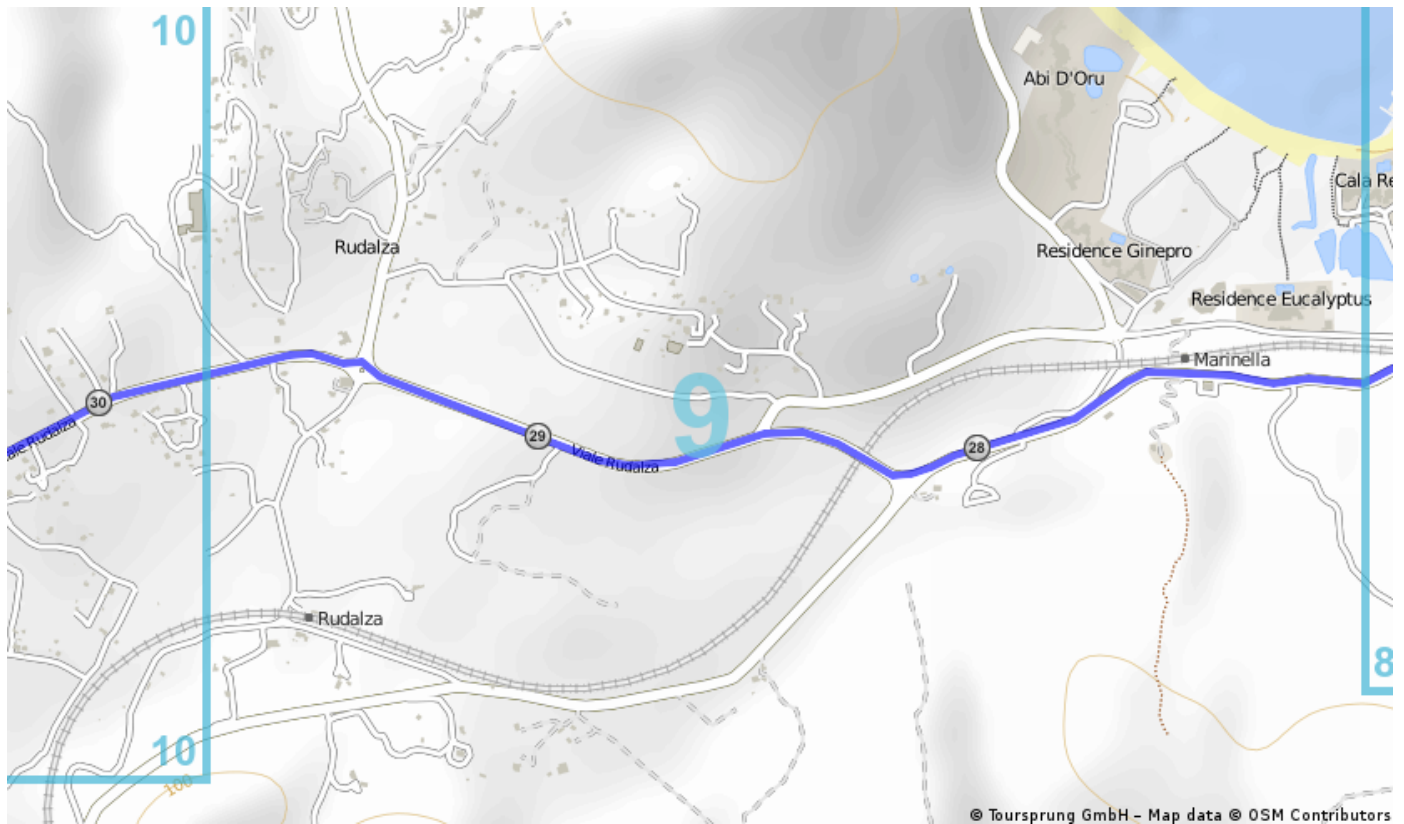 10
Abi D'Oru
Cala Re
Rudalza
Residence Ginepro
Residence Eucalyptus
Marinella
30
9
ale Rudalza
29
Viale Rudalza
28
Rudalza
8
10
100
© Toursprung GmbH – Map data © OSM Contributors